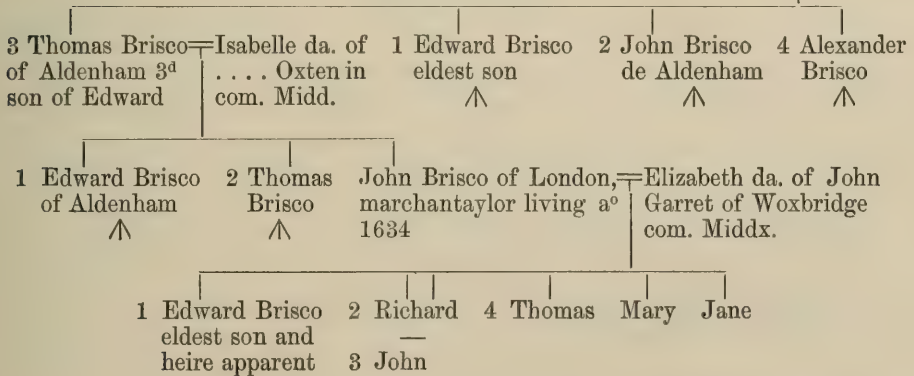 3 Thomas Brisco
of Aldenham 3d
son of Edward
Isabelle da. of
. . . . Oxten in
com. Midd.
1 Edward Brisco
eldest son
2 John Brisco
de Aldenham
4 Alexander
Brisco
1 Edward Brisco
of Aldenham
2 Thomas
Brisco
John Brisco of London,
marchantaylor living ao
1634
Elizabeth da. of John
Garret of Woxbridge
com. Middx.
1 Edward Brisco
eldest son and
heire apparent
2 Richard
3 John
4 Thomas
Mary
Jane